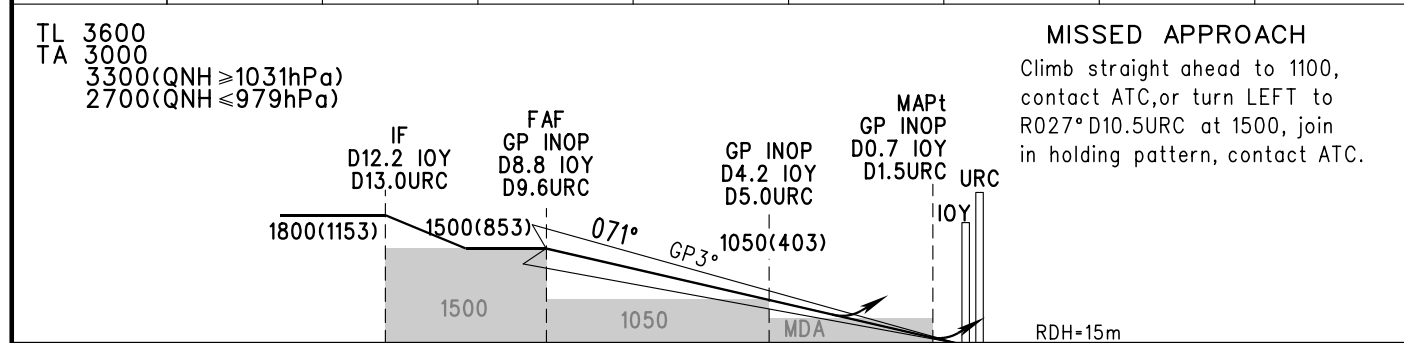 TL 3600
TA 3000
3300(QNH≥1031hPa)
2700(QNH≤979hPa)
MISSED APPROACH
Climb straight ahead to 1100,
contact ATC,or turn LEFT to
R027°D10.5URC at 1500, join
in holding pattern, contact ATC.
IF
D12.2 IOY
D13.0URC
FAF
GP INOP
D8.8 IOY
D9.6URC
GP INOP
D4.2 IOY
D5.0URC
MAPt
GP INOP
D0.7 IOY
D1.5URC
URC
IOY
1800(1153)
1500(853)
071°
GP3°
1050(403)
1500
1050
MDA
RDH=15m